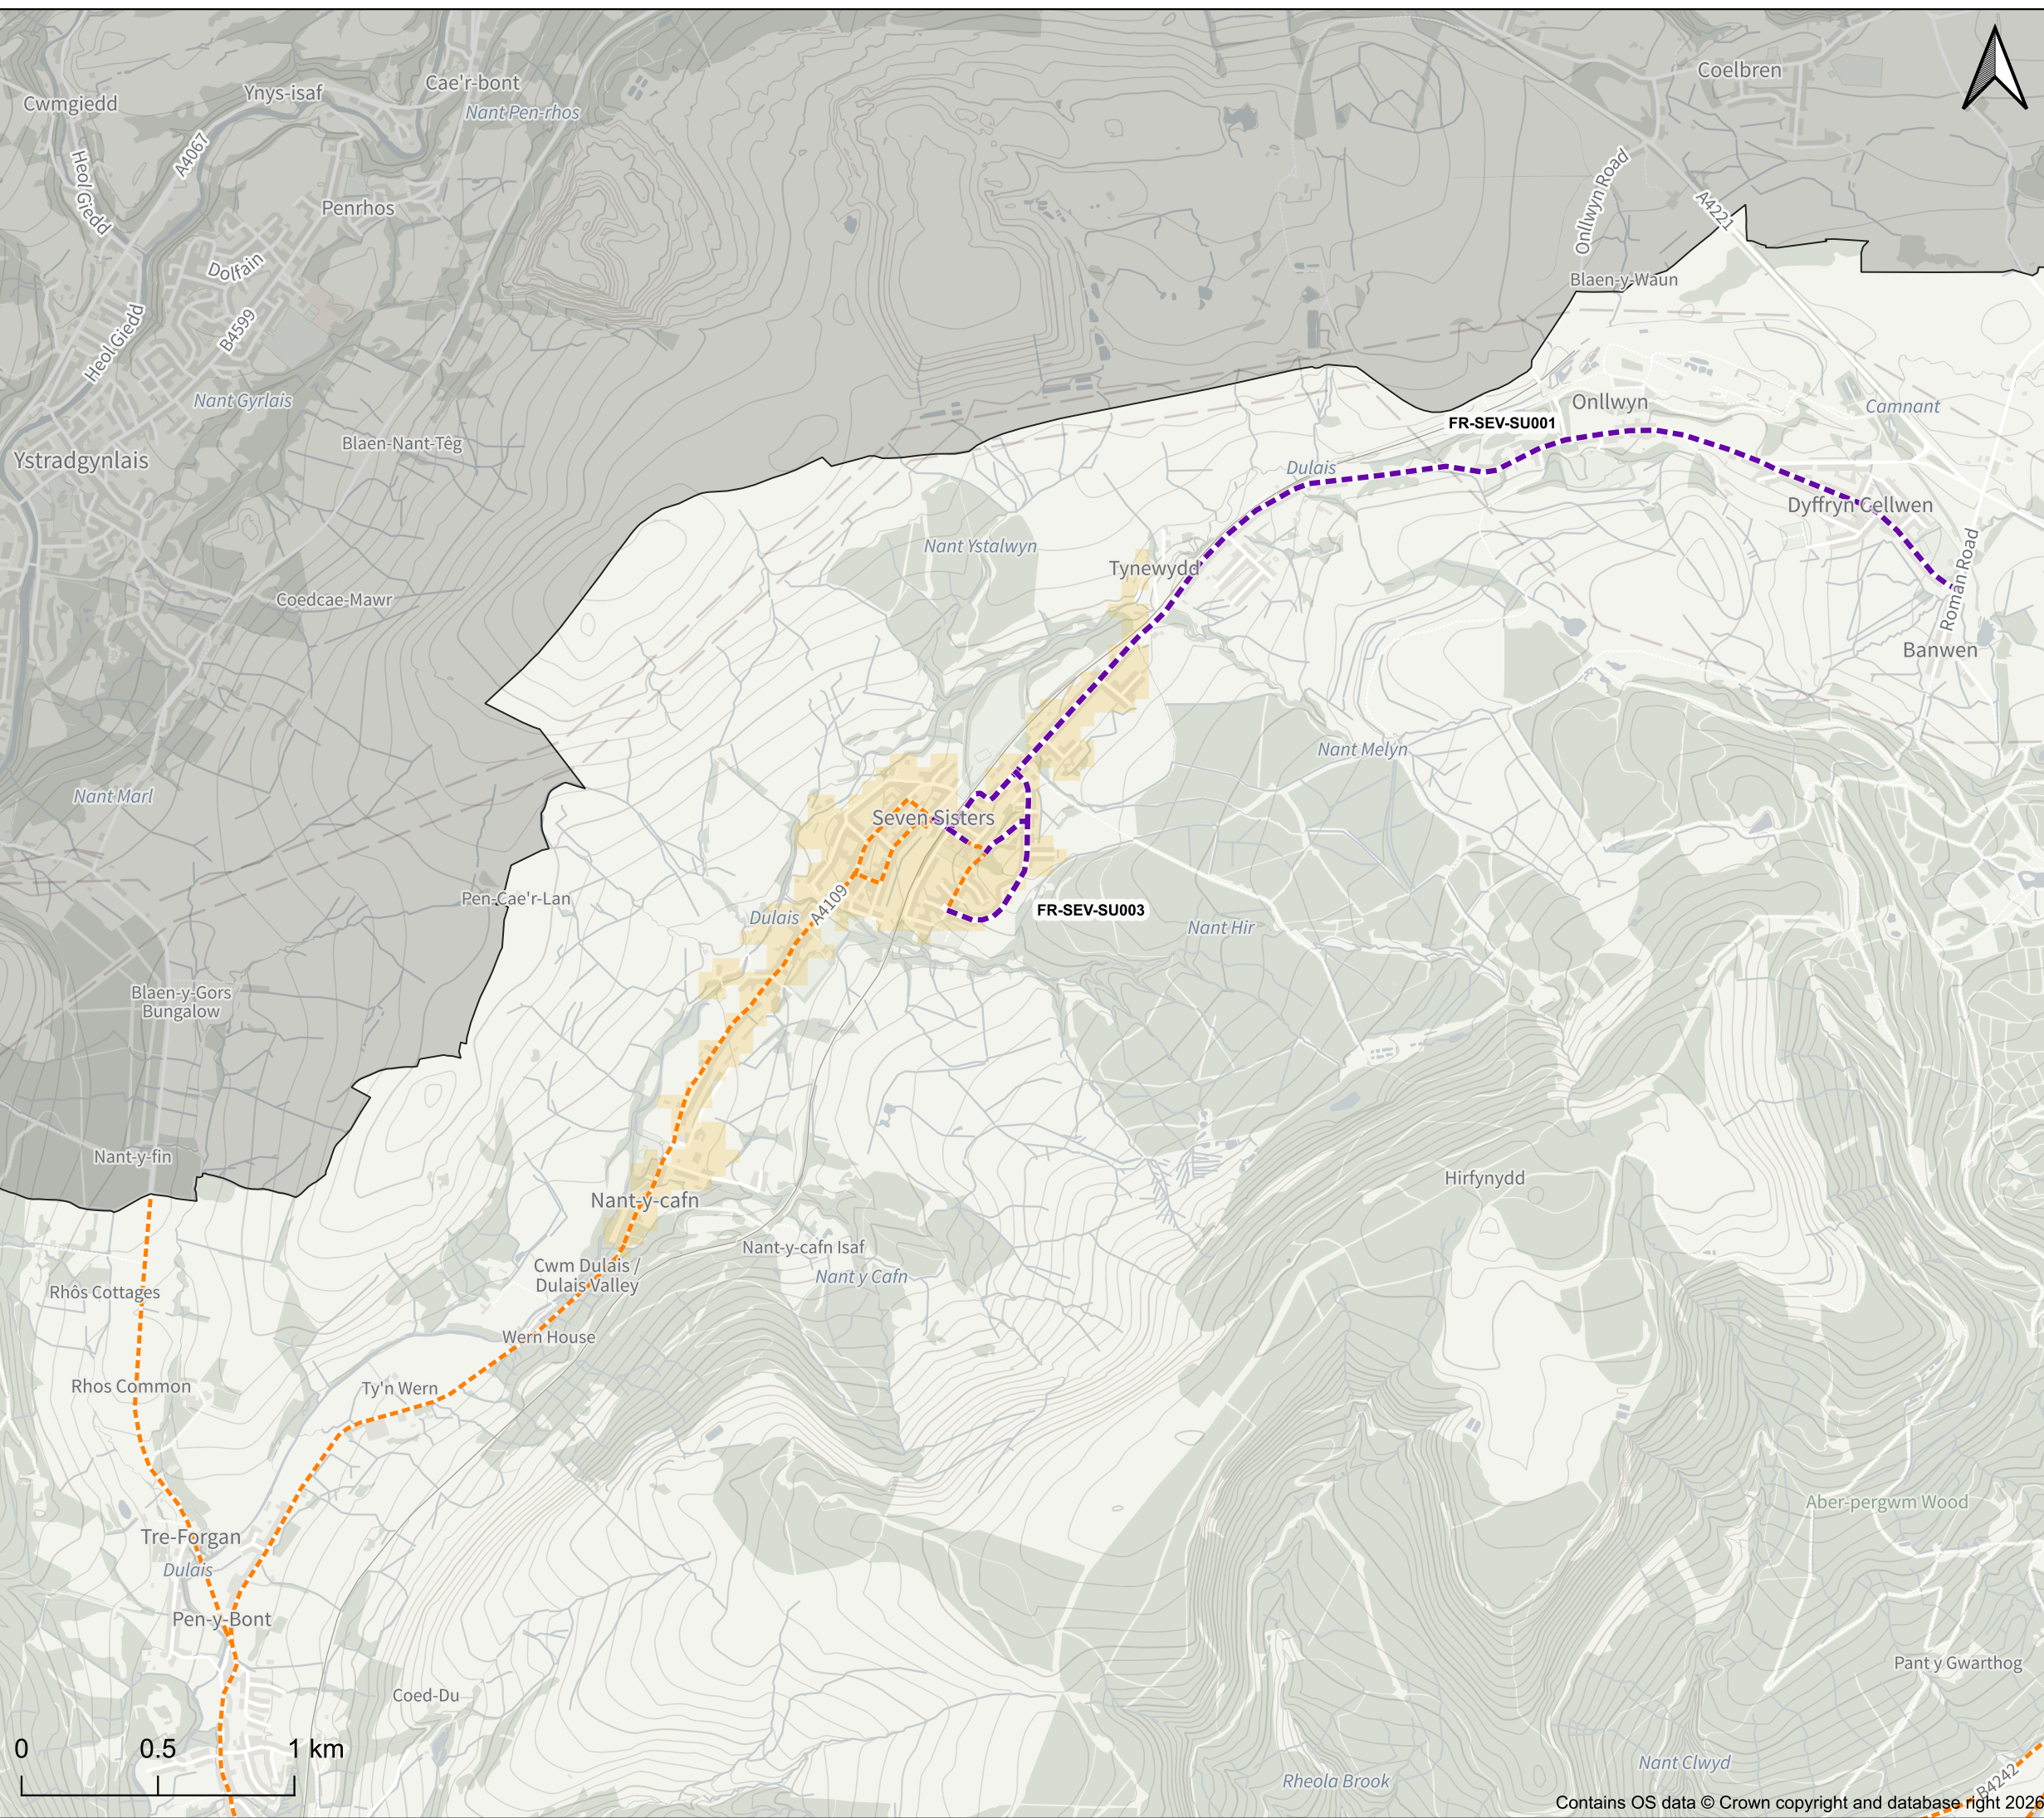 Coelbren
Cae'r-bont
Ynys-isaf
Cwmgiedd
Nant Pen-rhos
A4067
Heol Giedd
Onllwyn Road
Penrhos
A4221
Dolfain
Blaen-y-Waun
B4599
Heol Giedd
Nant Gyrlais
Onllwyn
Camnant
FR-SEV-SU001
Blaen-Nant-Têg
Ystradgynlais
Dulais
Dyffryn Cellwen
Nant Ystalwyn
Tynewydd
Roman Road
Coedcae-Mawr
Banwen
Nant Melyn
Nant Marl
Seven Sisters
Pen-Cae'r-Lan
A4109
Dulais
FR-SEV-SU003
Nant Hir
Blaen-y-Gors
Bungalow
Nant-y-fin
Hirfynydd
Nant-y-cafn
Nant-y-cafn Isaf
Cwm Dulais /
Dulais Valley
Nant y Cafn
Rhôs Cottages
Wern House
Rhos Common
Ty'n Wern
Aber-pergwm Wood
Tre-Forgan
Dulais
Pen-y-Bont
Pant y Gwarthog
Coed-Du
0 0.5 1 km
Nant Clwyd
Rheola Brook
B4242
Contains OS data © Crown copyright and database right 2026